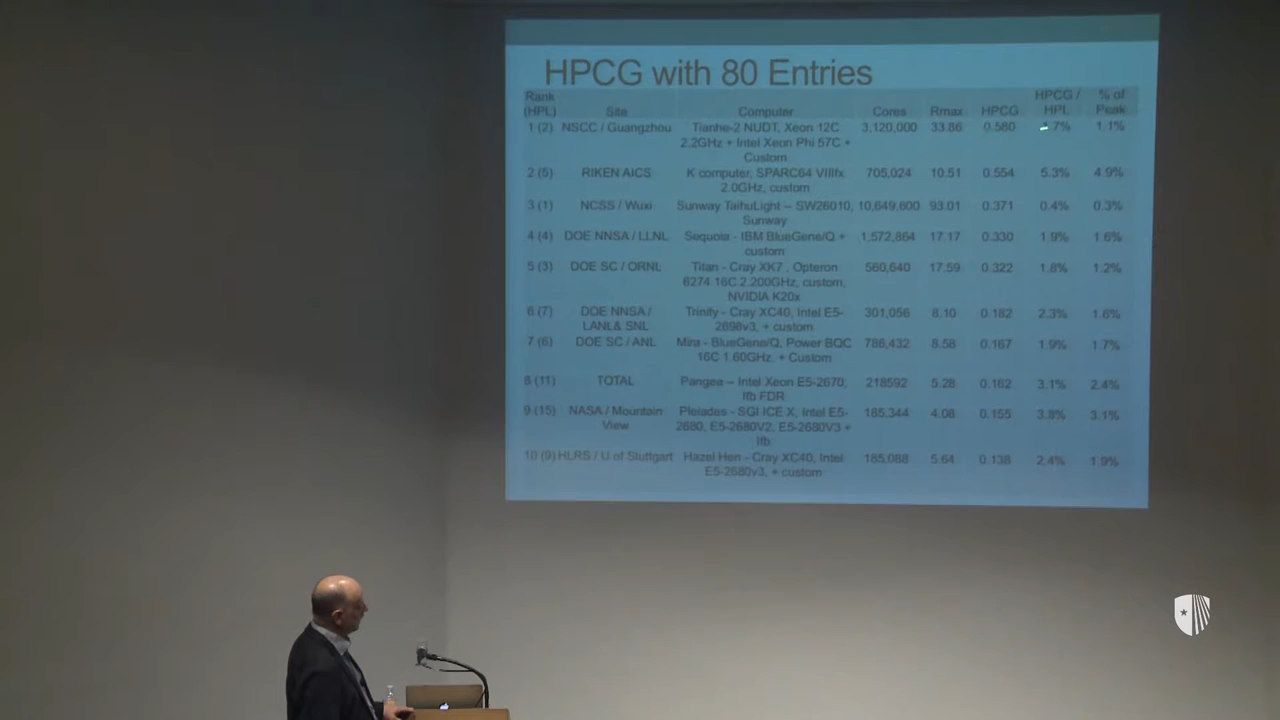 HPCG with 80 Entries
Rank (HPL) Site Computer Cores Rmax HPCG HPCG / HPL % of Peak
1 (2) NSCC / Guangzhou Tianhe-2 NUDT, Xeon 12C 3,120,000 33.86 0.580 .7% 1.1%
2.2GHz + Intel Xeon Phi 57C +
Custom
2 (5) RIKEN AICS K computer, SPARC64 VIIIfx 705,024 10.51 0.554 5.3% 4.9%
2.0GHz, custom
3 (1) NCSS / Wuxi Sunway TaihuLight -- SW26010, 10,649,600 93.01 0.371 0.4% 0.3%
Sunway
4 (4) DOE NNSA / LLNL Sequoia - IBM BlueGene/Q + 1,572,864 17.17 0.330 1.9% 1.6%
custom
5 (3) DOE SC / ORNL Titan - Cray XK7 , Opteron 560,640 17.59 0.322 1.8% 1.2%
6274 16C 2.200GHz, custom,
NVIDIA K20x
6 (7) DOE NNSA / Trinity - Cray XC40, Intel E5- 301,056 8.10 0.182 2.3% 1.6%
LANL& SNL 2698v3, + custom
7 (6) DOE SC / ANL Mira - BlueGene/Q, Power BQC 786,432 8.58 0.167 1.9% 1.7%
16C 1.60GHz, + Custom
8 (11) TOTAL Pangea -- Intel Xeon E5-2670, 218592 5.28 0.162 3.1% 2.4%
Ifb FDR
9 (15) NASA / Mountain Pleiades - SGI ICE X, Intel E5- 185,344 4.08 0.155 3.8% 3.1%
View 2680, E5-2680V2, E5-2680V3 +
Ifb
10 (9) HLRS / U of Stuttgart Hazel Hen - Cray XC40, Intel 185,088 5.64 0.138 2.4% 1.9%
E5-2680v3, + custom